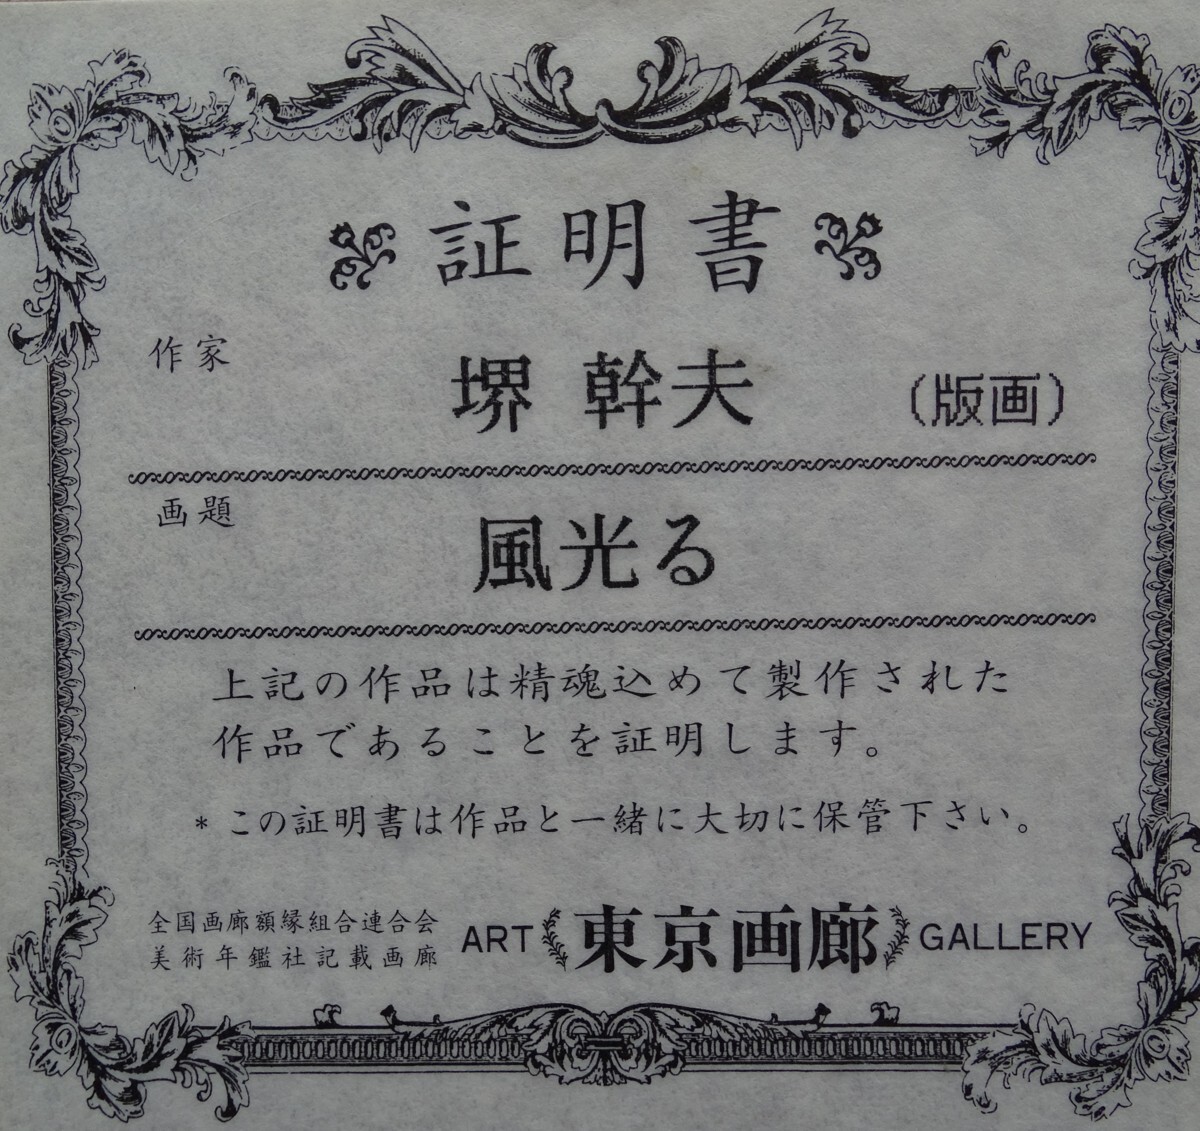 証明書
作家
堺 幹夫 (版画)
画題
風光る
上記の作品は精魂込めて製作された
作品であることを証明します。
* この証明書は作品と一緒に大切に保管下さい。
全国画廊額縁組合連合会
美術年鑑社記載画廊
ART 東京画廊 GALLERY